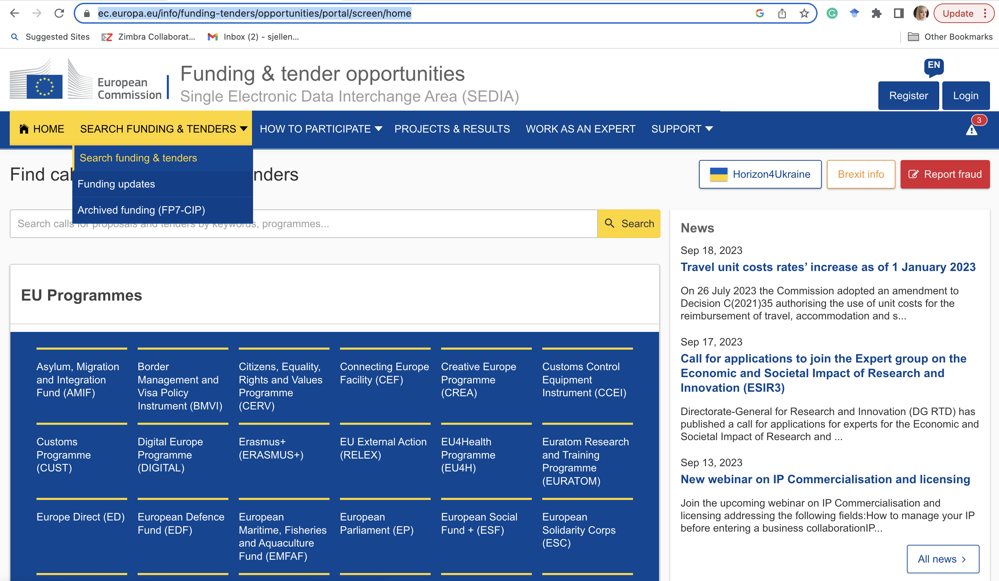 ec.europa.eu/info/funding-tenders/opportunities/portal/screen/home
Update
Suggested Sites
Zimbra Collaborat...
Inbox (2) - sjellen...
Other Bookmarks
European
Commission
Funding & tender opportunities
Single Electronic Data Interchange Area (SEDIA)
EN
Register
Login
HOME
SEARCH FUNDING & TENDERS
HOW TO PARTICIPATE
PROJECTS & RESULTS
WORK AS AN EXPERT
SUPPORT
3
Search funding & tenders
Funding updates
Archived funding (FP7-CIP)
Find cal
nders
Horizon4Ukraine
Brexit info
Report fraud
Search calls for proposals and tenders by keywords, programmes...
Search
EU Programmes
Asylum, Migration
and Integration
Fund (AMIF)
Border
Management and
Visa Policy
Instrument (BMVI)
Citizens, Equality,
Rights and Values
Programme
(CERV)
Connecting Europe
Facility (CEF)
Creative Europe
Programme
(CREA)
Customs Control
Equipment
Instrument (CCEI)
Customs
Programme
(CUST)
Digital Europe
Programme
(DIGITAL)
Erasmus+
(ERASMUS+)
EU External Action
(RELEX)
EU4Health
Programme
(EU4H)
Euratom Research
and Training
Programme
(EURATOM)
Europe Direct (ED)
European Defence
Fund (EDF)
European
Maritime, Fisheries
and Aquaculture
Fund (EMFAF)
European
Parliament (EP)
European Social
Fund + (ESF)
European
Solidarity Corps
(ESC)
News
Sep 18, 2023
Travel unit costs rates’ increase as of 1 January 2023
On 26 July 2023 the Commission adopted an amendment to
Decision C(2021)35 authorising the use of unit costs for the
reimbursement of travel, accommodation and s...
Sep 17, 2023
Call for applications to join the Expert group on the
Economic and Societal Impact of Research and
Innovation (ESIR3)
Directorate-General for Research and Innovation (DG RTD) has
published a call for applications for experts for the Economic and
Societal Impact of Research and ...
Sep 13, 2023
New webinar on IP Commercialisation and licensing
Join the upcoming webinar on IP Commercialisation and
licensing addressing the following fields:How to manage your IP
before entering a business collaborationIP...
All news